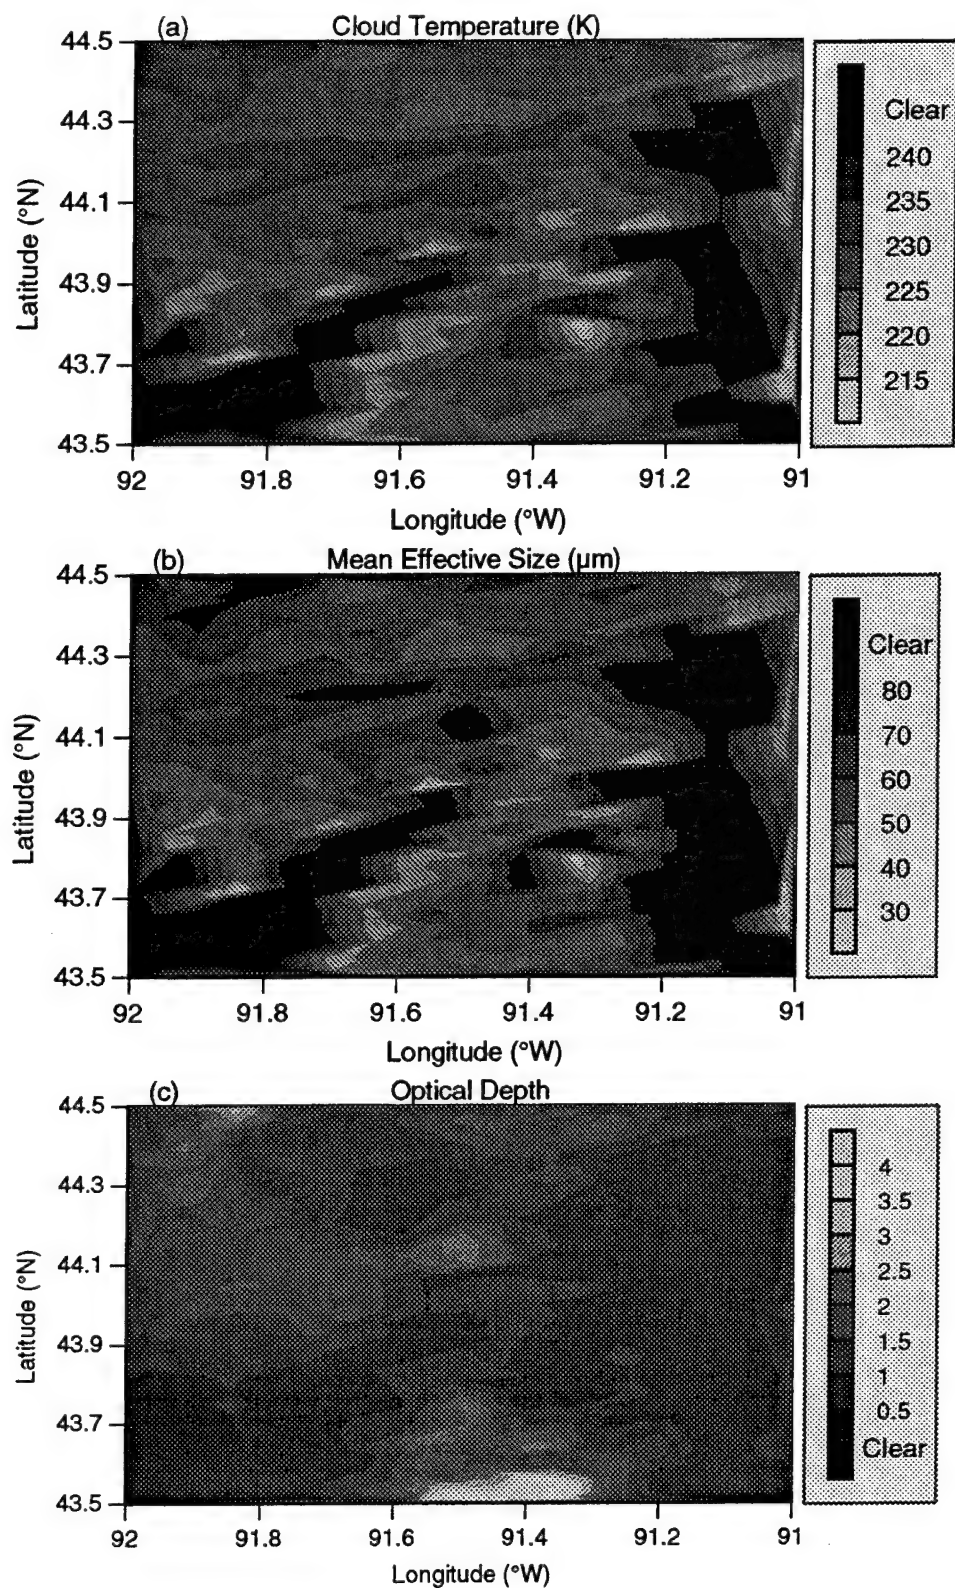 (a) Cloud Temperature (K)
44.5
44.3
44.1
43.9
43.7
43.5
Latitude (°N)
92 91.8 91.6 91.4 91.2 91
Longitude (°W)
Clear
240
235
230
225
220
215
(b) Mean Effective Size (µm)
44.5
44.3
44.1
43.9
43.7
43.5
Latitude (°N)
92 91.8 91.6 91.4 91.2 91
Longitude (°W)
Clear
80
70
60
50
40
30
(c) Optical Depth
44.5
44.3
44.1
43.9
43.7
43.5
Latitude (°N)
92 91.8 91.6 91.4 91.2 91
Longitude (°W)
4
3.5
3
2.5
2
1.5
1
0.5
Clear